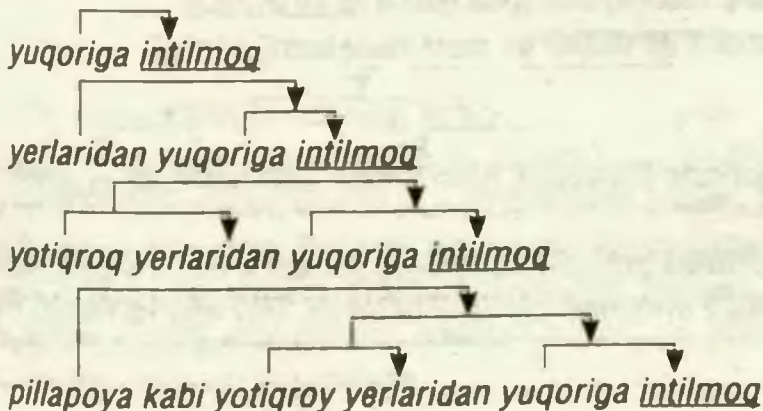 yuqoriga intilmoq
yerlaridan yuqoriga intilmoq
yotiqroq yerlaridan yuqoriga intilmoq
pillapoya kabi yotiqroy yerlaridan yuqoriga intilmoq